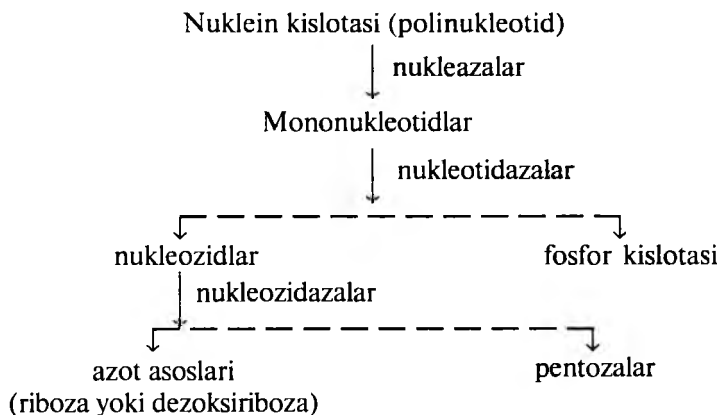 Nuklein kislotasi (polinukleotid)
nukleazalar
Mononukleotidlar
nukleotidazalar
nukleozidlar
fosfor kislotasi
nukleozidazalar
azot asoslari
pentozalar
(riboza yoki dezoksiriboza)